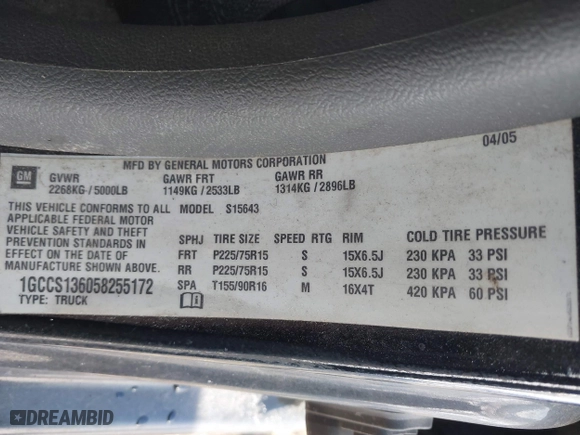 04/05
MFD BY GENERAL MOTORS CORPORATION
GM
GVWR GAWR FRT GAWR RR
2268KG / 5000LB 1149KG / 2533LB 1314KG / 2896LB
THIS VEHICLE CONFORMS TO ALL MODEL S15643
APPLICABLE FEDERAL MOTOR
VEHICLE SAFETY AND THEFT
PREVENTION STANDARDS IN
EFFECT ON THE DATE OF
MANUFACTURE SHOWN ABOVE.
1GCCS136058255172
TYPE: TRUCK
SPHJ TIRE SIZE SPEED RTG RIM COLD TIRE PRESSURE
FRT P225/75R15 S 15X6.5J 230 KPA 33 PSI
RR P225/75R15 S 15X6.5J 230 KPA 33 PSI
SPA T155/90R16 M 16X4T 420 KPA 60 PSI
DREAMBID